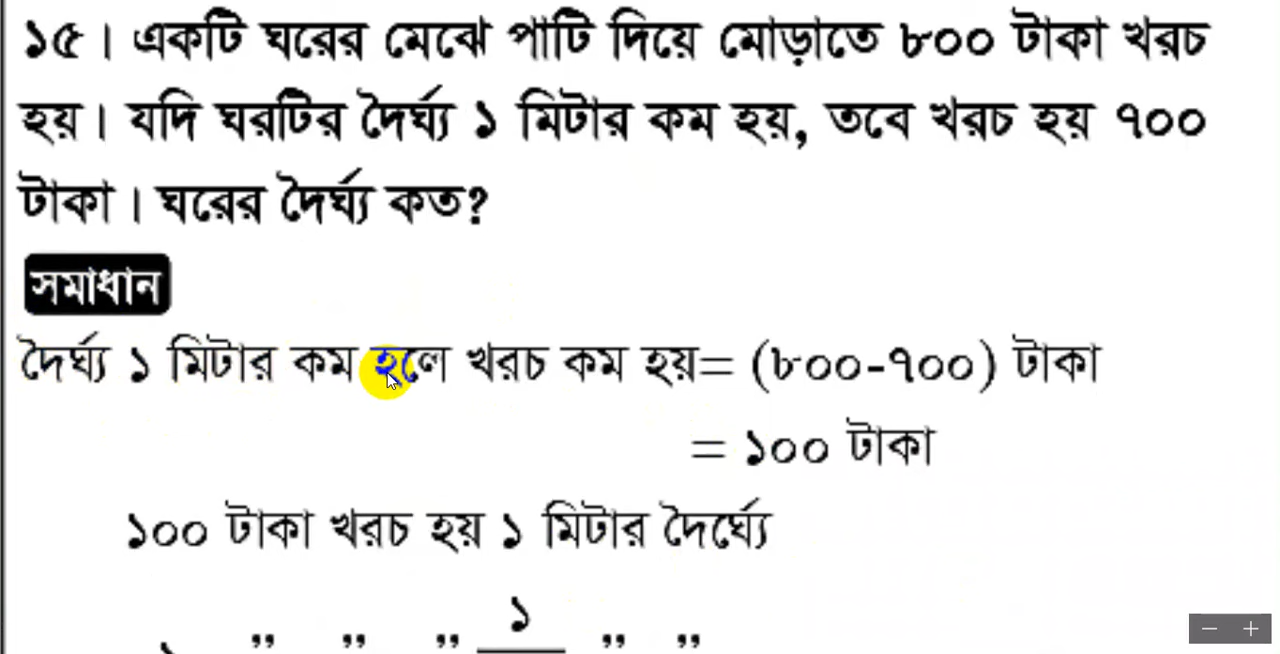 ১৫। একটি ঘরের মেঝে পাটি দিয়ে মোড়াতে ৮০০ টাকা খরচ
হয়। যদি ঘরটির দৈর্ঘ্য ১ মিটার কম হয়, তবে খরচ হয় ৭০০
টাকা। ঘরের দৈর্ঘ্য কত?
সমাধান
দৈর্ঘ্য ১ মিটার কম হলে খরচ কম হয়= (৮০০-৭০০) টাকা
= ১০০ টাকা
১০০ টাকা খরচ হয় ১ মিটার দৈর্ঘ্যে
১
” ” ” ” ”